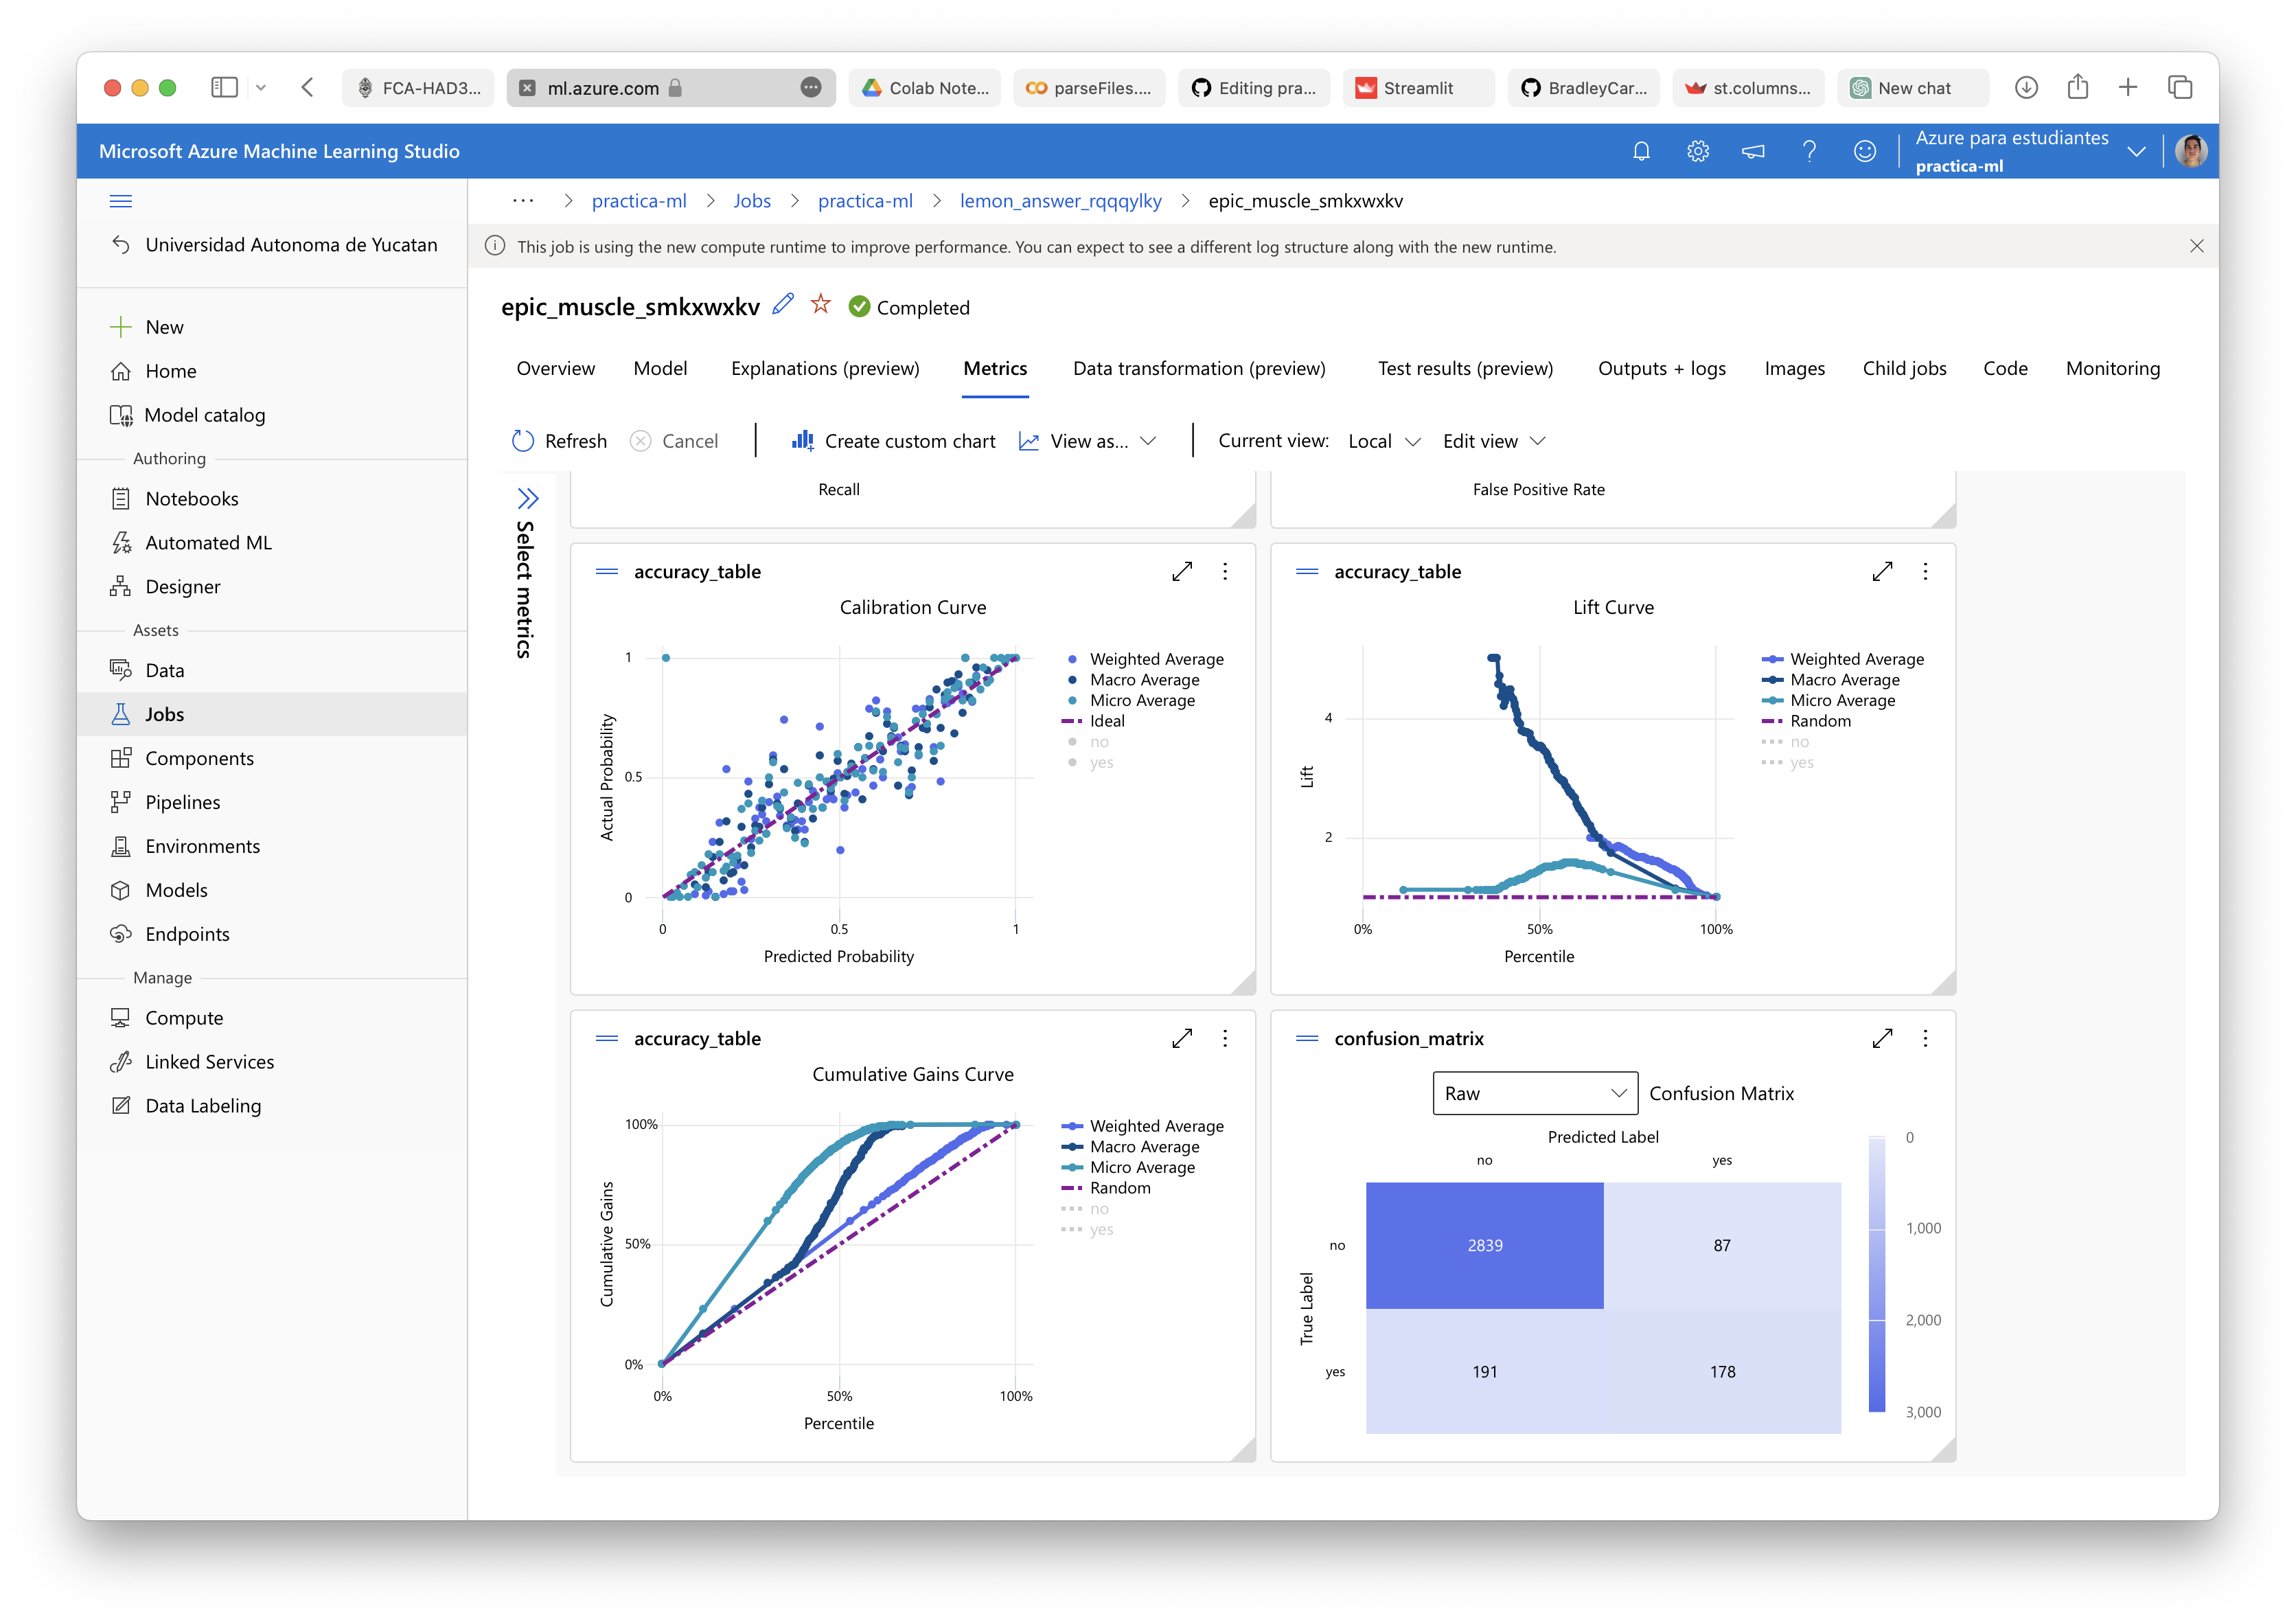 FCA-HAD3...
ml.azure.com
Colab Note...
parseFiles....
Editing pra...
Streamlit
BradleyCar...
st.columns...
New chat
Microsoft Azure Machine Learning Studio
Azure para estudiantes
practica-ml
Universidad Autonoma de Yucatan
New
Home
Model catalog
Authoring
Notebooks
Automated ML
Designer
Assets
Data
Jobs
Components
Pipelines
Environments
Models
Endpoints
Manage
Compute
Linked Services
Data Labeling
... > practica-ml > Jobs > practica-ml > lemon_answer_rqqqylky > epic_muscle_smkxwxkv
This job is using the new compute runtime to improve performance. You can expect to see a different log structure along with the new runtime.
epic_muscle_smkxwxkv Completed
Overview Model Explanations (preview) Metrics Data transformation (preview) Test results (preview) Outputs + logs Images Child jobs Code Monitoring
Refresh Cancel Create custom chart View as... Current view: Local Edit view
Select metrics
Recall
False Positive Rate
accuracy_table
Calibration Curve
1
0.5
0
Actual Probability
0 0.5 1
Predicted Probability
Weighted Average
Macro Average
Micro Average
Ideal
no
yes
accuracy_table
Lift Curve
4
2
Lift
0% 50% 100%
Percentile
Weighted Average
Macro Average
Micro Average
Random
no
yes
accuracy_table
Cumulative Gains Curve
100%
50%
0%
Cumulative Gains
0% 50% 100%
Percentile
Weighted Average
Macro Average
Micro Average
Random
no
yes
confusion_matrix
Raw Confusion Matrix
Predicted Label
no yes
True Label
no 2839 87
yes 191 178
0
1,000
2,000
3,000